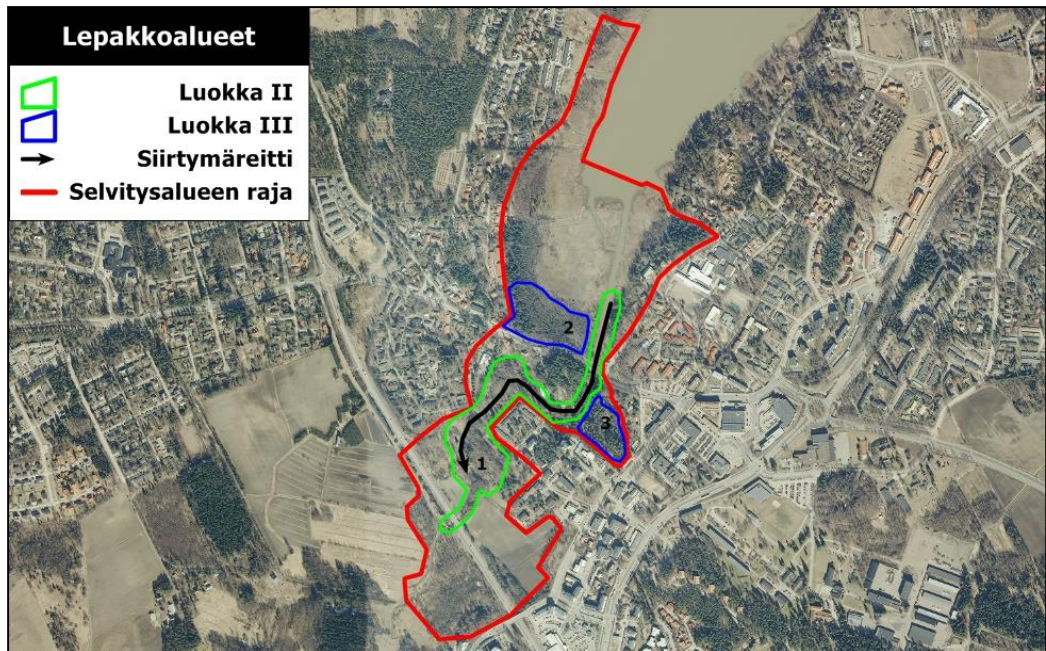 Lepakkoalueet
Luokka II
Luokka III
Siirtymäreitti
Selvitysalueen raja
2
3
1